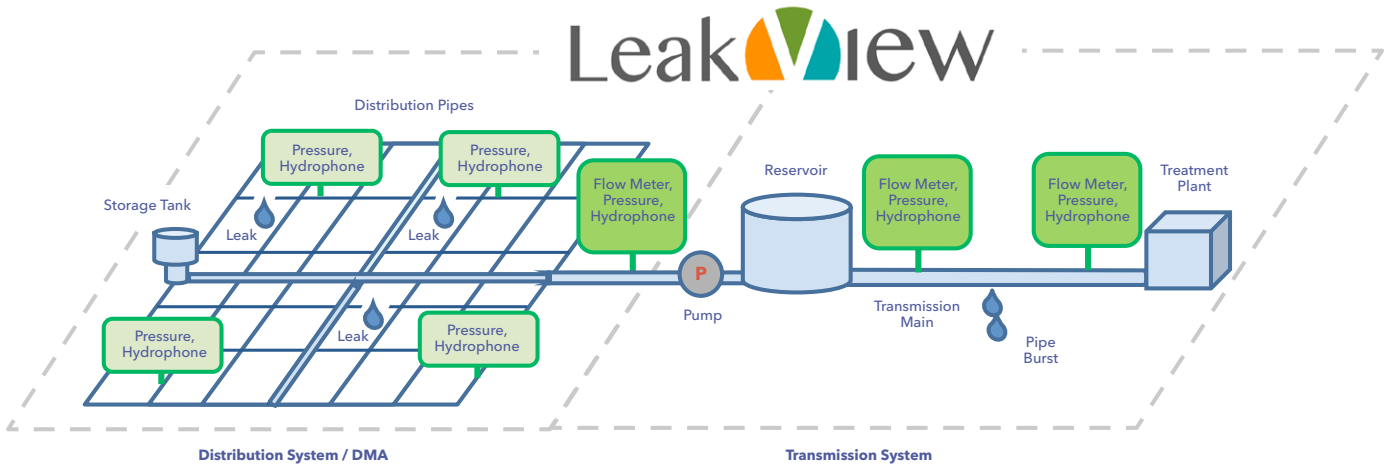 LeakView
Distribution Pipes
Pressure,
Hydrophone
Pressure,
Hydrophone
Flow Meter,
Pressure,
Hydrophone
Reservoir
Flow Meter,
Pressure,
Hydrophone
Flow Meter,
Pressure,
Hydrophone
Treatment
Plant
Storage Tank
Leak
Leak
P
Pump
Transmission
Main
Pipe
Burst
Leak
Pressure,
Hydrophone
Pressure,
Hydrophone
Distribution System / DMA
Transmission System